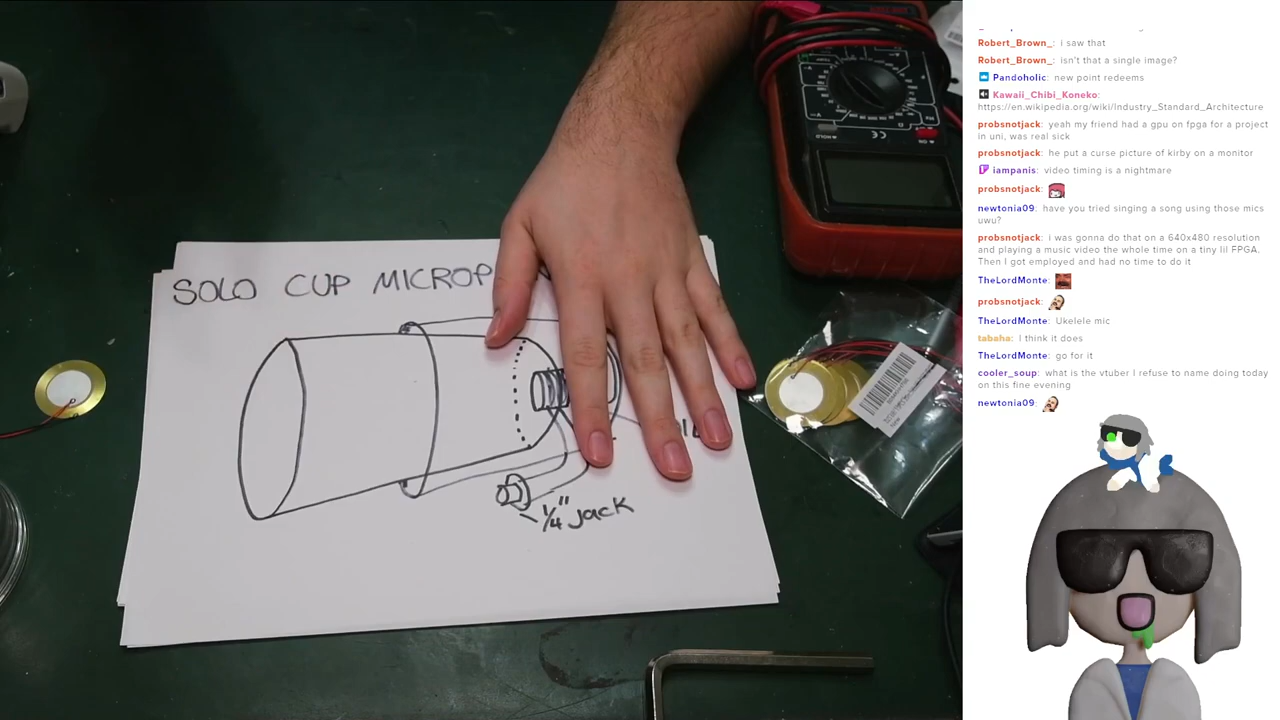 Robert_Brown_: i saw that
Robert_Brown_: isn't that a single image?
Pandoholic: new point redeems
Kawaii_Chibi_Koneko:
https://en.wikipedia.org/wiki/Industry_Standard_Architecture
probsnotjack: yeah my friend had a gpu on fpga for a project
in uni, was real sick
probsnotjack: he put a curse picture of kirby on a monitor
iampanis: video timing is a nightmare
probsnotjack:
newtonia09: have you tried singing a song using those mics
uwu?
probsnotjack: i was gonna do that on a 640x480 resolution
and playing a music video the whole time on a tiny lil FPGA.
Then I got employed and had no time to do it
TheLordMonte:
probsnotjack:
TheLordMonte: Ukelele mic
tabaha: I think it does
TheLordMonte: go for it
cooler_soup: what is the vtuber I refuse to name doing today
on this fine evening
newtonia09:
SOLO CUP MICROP
1/4" jack